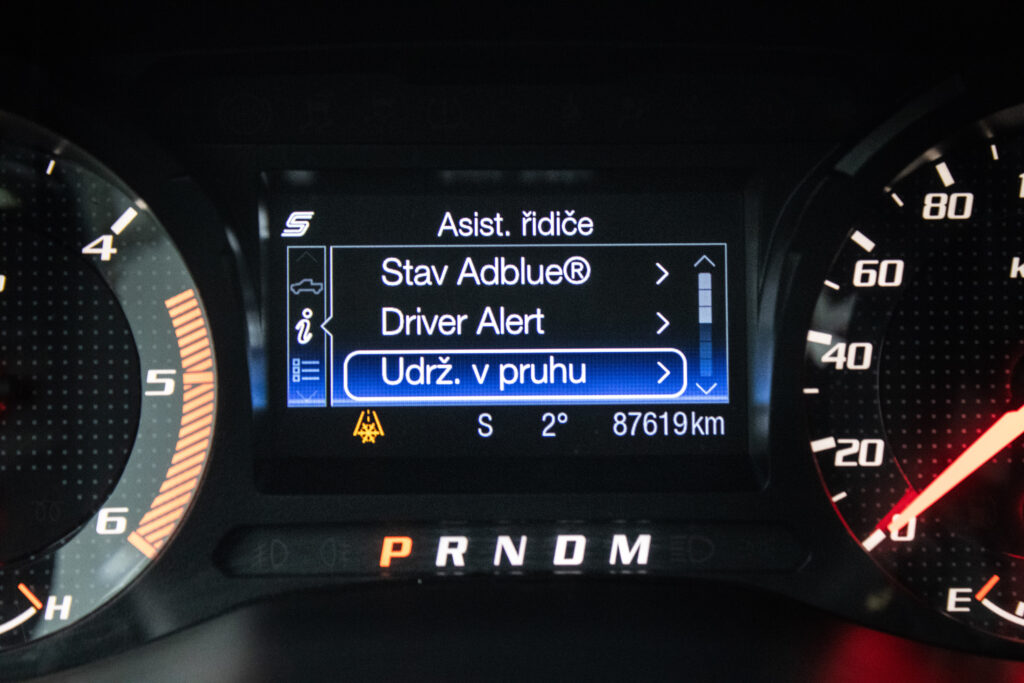 Asist. řidiče
Stav Adblue®
Driver Alert
Udrž. v pruhu
S 2° 87619km
P R N D M
4
5
6
H
80
60
40
20
0
E